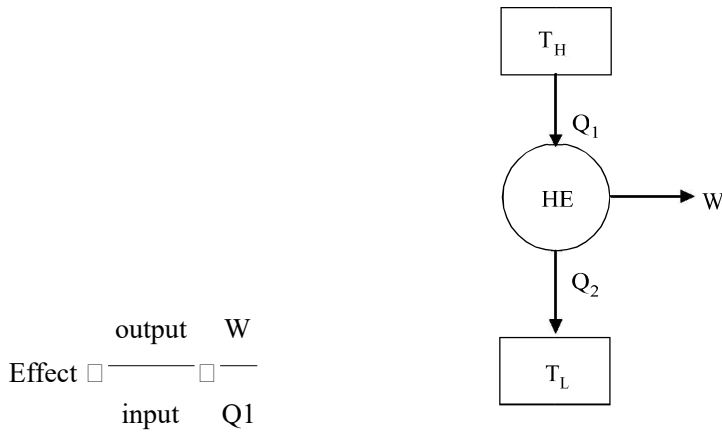 T_H
Q_1
HE
W
Q_2
T_L
output W
Effect □ □
input Q1